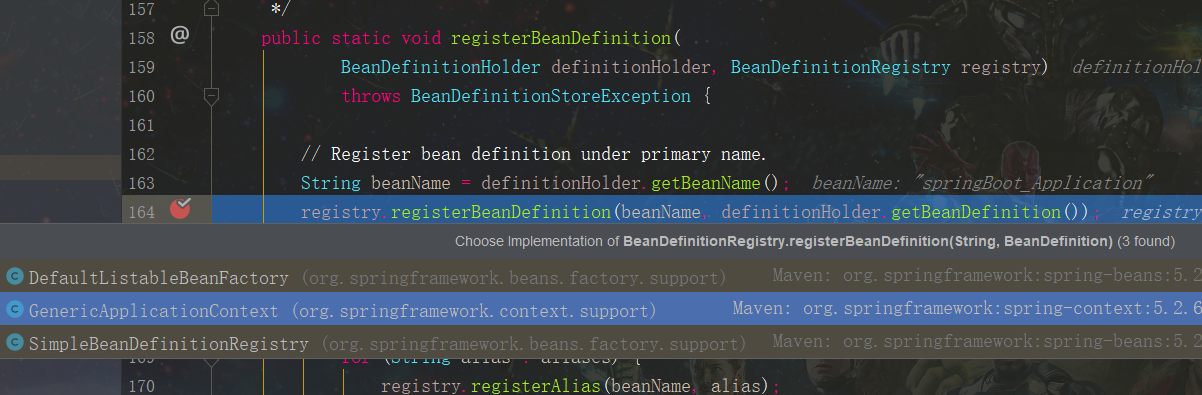 157 */
158 @ public static void registerBeanDefinition(
159 BeanDefinitionHolder definitionHolder, BeanDefinitionRegistry registry) definitionHol
160 throws BeanDefinitionStoreException {
161
162 // Register bean definition under primary name.
163 String beanName = definitionHolder.getBeanName(); beanName: "springBoot_Application"
164 registry.registerBeanDefinition(beanName, definitionHolder.getBeanDefinition()); registry
Choose Implementation of BeanDefinitionRegistry.registerBeanDefinition(String, BeanDefinition) (3 found)
C DefaultListableBeanFactory (org.springframework.beans.factory.support) Maven: org.springframework:spring-beans:5.2
C GenericApplicationContext (org.springframework.context.support) Maven: org.springframework:spring-context:5.2.6
C SimpleBeanDefinitionRegistry (org.springframework.beans.factory.support) Maven: org.springframework:spring-beans:5.2
169 for (String alias : aliases) {
170 registry.registerAlias(beanName, alias);